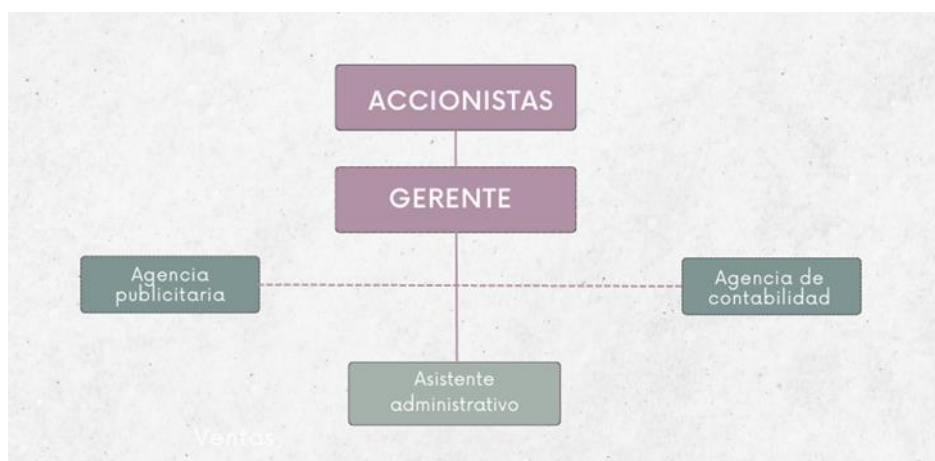 ACCIONISTAS
GERENTE
Agencia
publicitaria
Agencia de
contabilidad
Asistente
administrativo
Ventas